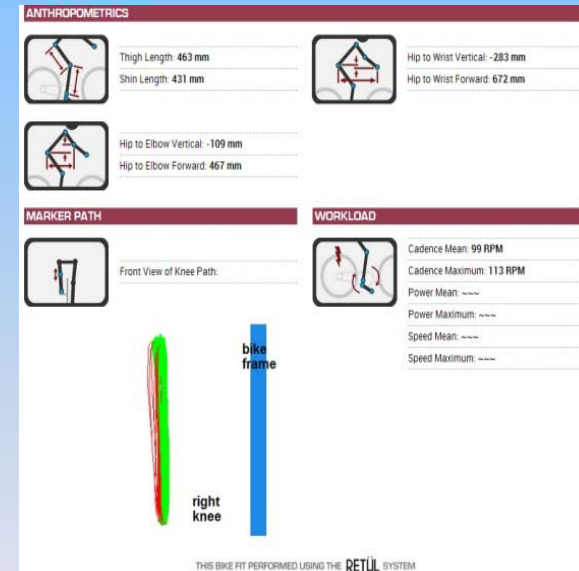 ANTHROPOMETRICS
Thigh Length: 463 mm
Shin Length: 431 mm
Hip to Wrist Vertical: -283 mm
Hip to Wrist Forward: 672 mm
Hip to Elbow Vertical: -109 mm
Hip to Elbow Forward: 467 mm
MARKER PATH
Front View of Knee Path:
WORKLOAD
Cadence Mean: 99 RPM
Cadence Maximum: 113 RPM
Power Mean: ~~~
Power Maximum: ~~~
Speed Mean: ~~~
Speed Maximum: ~~~
bike
frame
right
knee
THIS BIKE FIT PERFORMED USING THE RETÜL SYSTEM